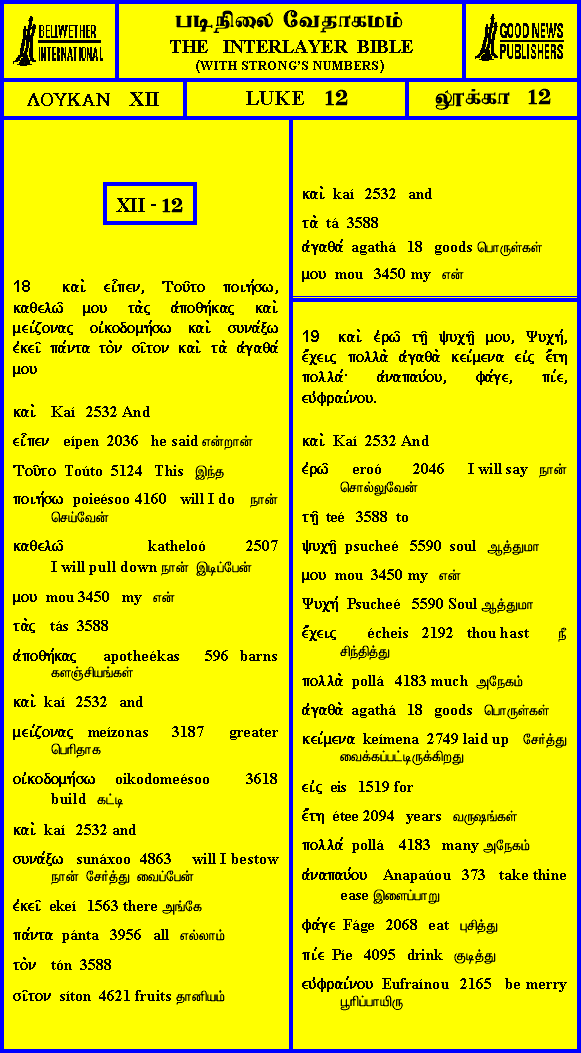 BELLWETHER
INTERNATIONAL
படிநிலை வேதாகமம்
THE INTERLAYER BIBLE
(WITH STRONG'S NUMBERS)
GOOD NEWS
PUBLISHERS
ΛΟΥΚΑΝ XII
LUKE 12
லூக்கா 12
XII - 12
18 καὶ εἶπεν, Τοῦτο ποιήσω,
καθελῶ μου τὰς ἀποθήκας καὶ
μείζονας οἰκοδομήσω καὶ συνάξω
ἐκεῖ πάντα τὸν σῖτον καὶ τὰ ἀγαθά
μου
καὶ Kaí 2532 And
εἶπεν eípen 2036 he said என்றான்
Τοῦτο Toúto 5124 This இந்த
ποιήσω poieésoo 4160 will I do நான்
செய்வேன்
καθελῶ katheloó 2507
I will pull down நான் இடிப்பேன்
μου mou 3450 my என்
τὰς tás 3588
ἀποθήκας apotheékas 596 barns
களஞ்சியங்கள்
καὶ kaí 2532 and
μείζονας meízonas 3187 greater
பெரிதாக
οἰκοδομήσω oikodomeésoo 3618
build கட்டி
καὶ kaí 2532 and
συνάξω sunáxoo 4863 will I bestow
நான் சேர்த்து வைப்பேன்
ἐκεῖ ekeí 1563 there அங்கே
πάντα pánta 3956 all எல்லாம்
τὸν tón 3588
σῖτον síton 4621 fruits தானியம்
καὶ kaí 2532 and
τὰ tá 3588
ἀγαθά agathá 18 goods பொருள்கள்
μου mou 3450 my என்
19 καὶ ἐρῶ τῇ ψυχῇ μου, Ψυχή,
ἔχεις πολλὰ ἀγαθὰ κείμενα εἰς ἔτη
πολλά· ἀναπαύου, φάγε, πίε,
εὐφραίνου.
καὶ Kaí 2532 And
ἐρῶ eroó 2046 I will say நான்
சொல்லுவேன்
τῇ teé 3588 to
ψυχῇ psucheé 5590 soul ஆத்துமா
μου mou 3450 my என்
Ψυχή Psucheé 5590 Soul ஆத்துமா
ἔχεις écheis 2192 thou hast நீ
சிந்தித்து
πολλὰ pollá 4183 much அநேகம்
ἀγαθὰ agathá 18 goods பொருள்கள்
κείμενα keímena 2749 laid up சேர்த்து
வைக்கப்பட்டிருக்கிறது
εἰς eis 1519 for
ἔτη étee 2094 years வருஷங்கள்
πολλά pollá 4183 many அநேகம்
ἀναπαύου Anapaúou 373 take thine
ease இளைப்பாறு
φάγε Fáge 2068 eat புசித்து
πίε Píe 4095 drink குடித்து
εὐφραίνου Eufraínou 2165 be merry
பூரிப்பாயிரு